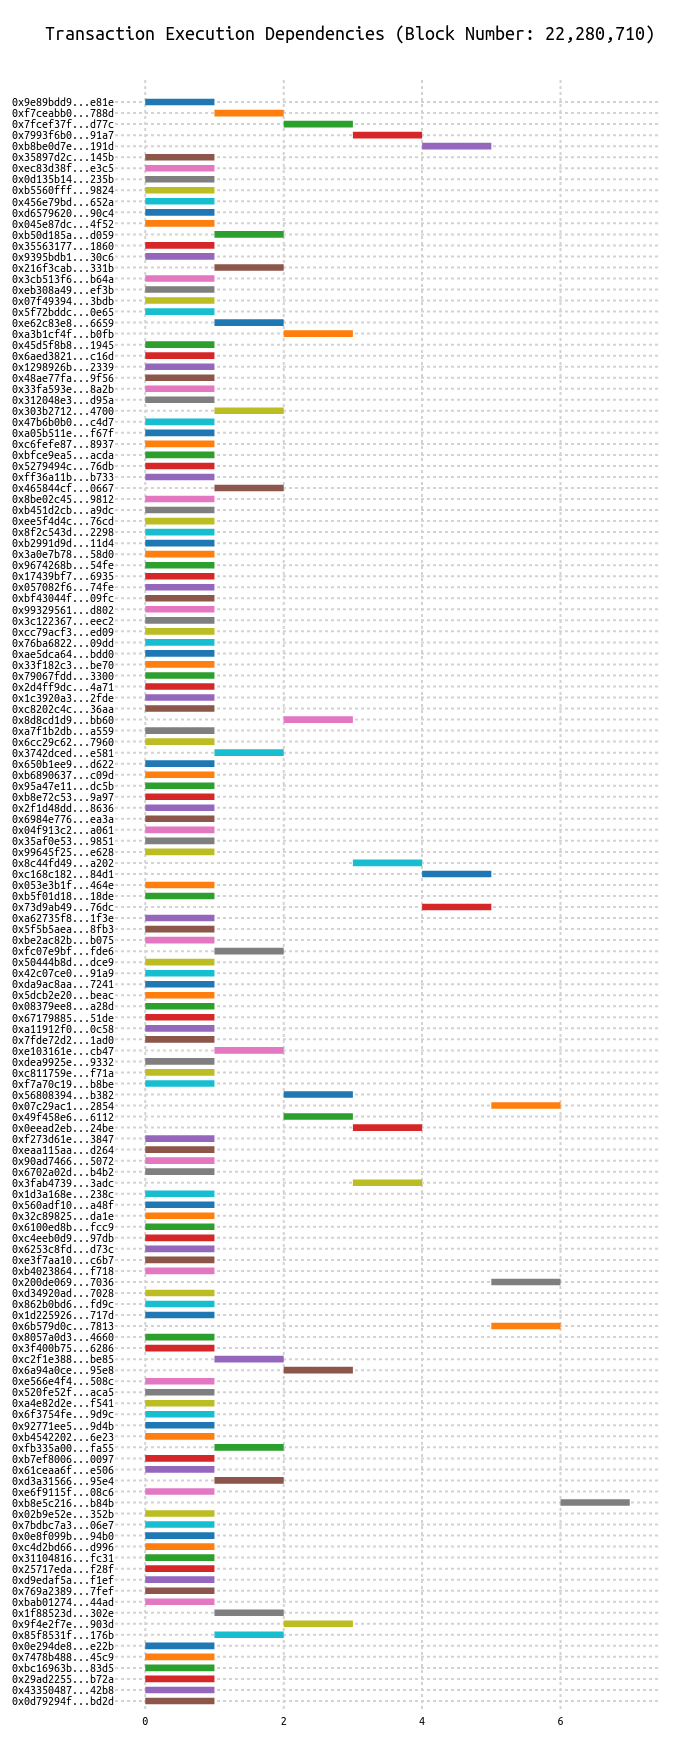 Transaction Execution Dependencies (Block Number: 22,280,710)
0x9e89bdd9...e81e
0xf7ceabb0...788d
0x7fcef37f...d77c
0x7993f6b0...91a7
0xb8be0d7e...191d
0x35897d2c...145b
0xec83d38f...e3c5
0x0d135b14...235b
0xb5560fff...9824
0x456e79bd...652a
0xd6579620...90c4
0x045e87dc...4f52
0xb50d185a...d059
0x35563177...1860
0x9395bdb1...30c6
0x216f3cab...331b
0x3cb513f6...b64a
0xeb308a49...ef3b
0x07f49394...3bdb
0x5f72bddc...0e65
0xe62c83e8...6659
0xa3b1cf4f...b0fb
0x45d5f8b8...1945
0x6aed3821...c16d
0x1298926b...2339
0x48ae77fa...9f56
0x33fa593e...8a2b
0x312048e3...d95a
0x303b2712...4700
0x47b6b0b0...c4d7
0xa05b511e...f67f
0xc6fefe87...8937
0xbfce9ea5...acda
0x5279494c...76db
0xff36a11b...b733
0x465844cf...0667
0x8be02c45...9812
0xb451d2cb...a9dc
0xee5f4d4c...76cd
0x8f2c543d...2298
0xb2991d9d...11d4
0x3a0e7b78...58d0
0x9674268b...54fe
0x17439bf7...6935
0x057082f6...74fe
0xbf43044f...09fc
0x99329561...d802
0x3c122367...eec2
0xcc79acf3...ed09
0x76ba6822...09dd
0xae5dca64...bdd0
0x33f182c3...be70
0x79067fdd...3300
0x2d4ff9dc...4a71
0x1c3920a3...2fde
0xc8202c4c...36aa
0x8d8cd1d9...bb60
0xa7f1b2db...a559
0x6cc29c62...7960
0x3742dced...e581
0x650b1ee9...d622
0xb6890637...c09d
0x95a47e11...dc5b
0xb8e72c53...9a97
0x2f1d48dd...8636
0x6984e776...ea3a
0x04f913c2...a061
0x35af0e53...9851
0x99645f25...e628
0x8c44fd49...a202
0xc168c182...84d1
0x053e3b1f...464e
0xb5f01d18...18de
0x73d9ab49...76dc
0xa62735f8...1f3e
0x5f5b5aea...8fb3
0xbe2ac82b...b075
0xfc07e9bf...fde6
0x50444b8d...dce9
0x42c07ce0...91a9
0xda9ac8aa...7241
0x5dcb2e20...beac
0x08379ee8...a28d
0x67179885...51de
0xa11912f0...0c58
0x7fde72d2...1ad0
0xe103161e...cb47
0xdea9925e...9332
0xc811759e...f71a
0xf7a70c19...b8be
0x56808394...b382
0x07c29ac1...2854
0x49f458e6...6112
0x0eead2eb...24be
0xf273d61e...3847
0xeaa115aa...d264
0x90ad7466...5072
0x6702a02d...b4b2
0x3fab4739...3adc
0x1d3a168e...238c
0x560adf10...a48f
0x32c89825...da1e
0x6100ed8b...fcc9
0xc4eeb0d9...97db
0x6253c8fd...d73c
0xe3f7aa10...c6b7
0xb4023864...f718
0x200de069...7036
0xd34920ad...7028
0x862b0bd6...fd9c
0x1d225926...717d
0x6b579d0c...7813
0x8057a0d3...4660
0x3f400b75...6286
0xc2f1e388...be85
0x6a94a0ce...95e8
0xe566e4f4...508c
0x520fe52f...aca5
0xa4e82d2e...f541
0x6f3754fe...9d9c
0x92771ee5...9d4b
0xb4542202...6e23
0xfb335a00...fa55
0xb7ef8006...0097
0x61ceaa6f...e506
0xd3a31566...95e4
0xe6f9115f...08c6
0xb8e5c216...b84b
0x02b9e52e...352b
0x7bdbc7a3...06e7
0x0e8f099b...94b0
0xc4d2bd66...d996
0x31104816...fc31
0x25717eda...f28f
0xd9edaf5a...f1ef
0x769a2389...7fef
0xbab01274...44ad
0x1f88523d...302e
0x9f4e2f7e...903d
0x85f8531f...176b
0x0e294de8...e22b
0x7478b488...45c9
0xbc16963b...83d5
0x29ad2255...b72a
0x43350487...42b8
0x0d79294f...bd2d
0 2 4 6